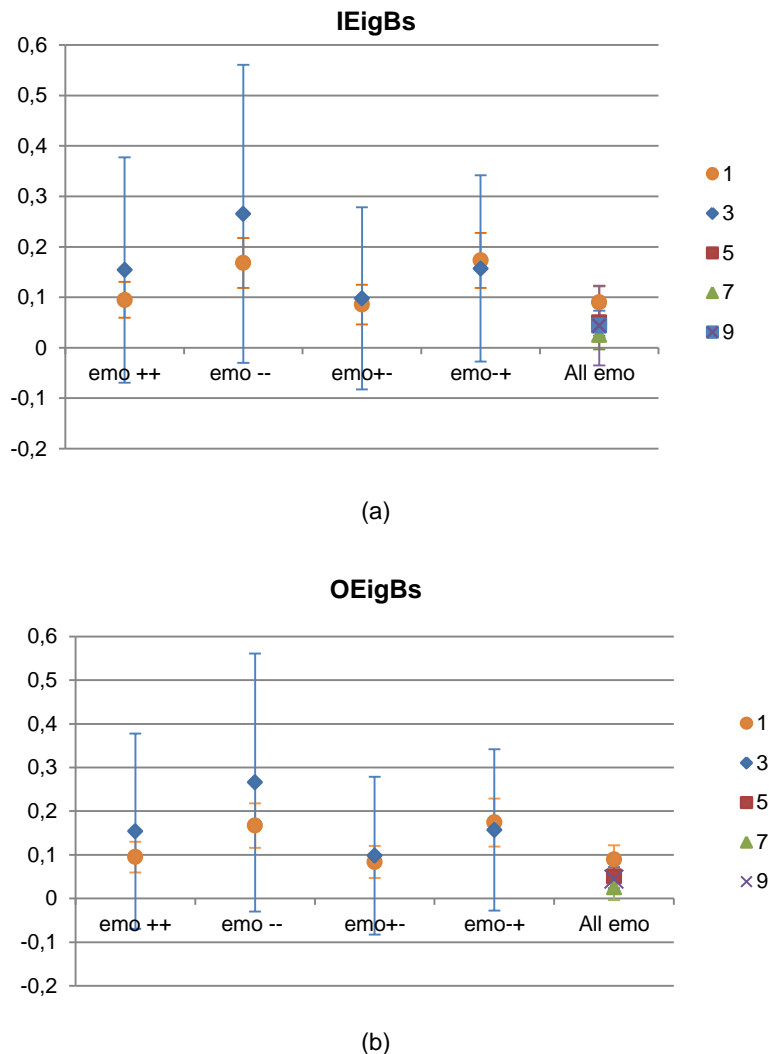 IEigBs
0,6
0,5
0,4
0,3
0,2
0,1
0
-0,1
-0,2
emo ++
emo --
emo+-
emo-+
All emo
1
3
5
7
9
(a)
OEigBs
0,6
0,5
0,4
0,3
0,2
0,1
0
-0,1
-0,2
emo ++
emo --
emo+-
emo-+
All emo
1
3
5
7
9
(b)